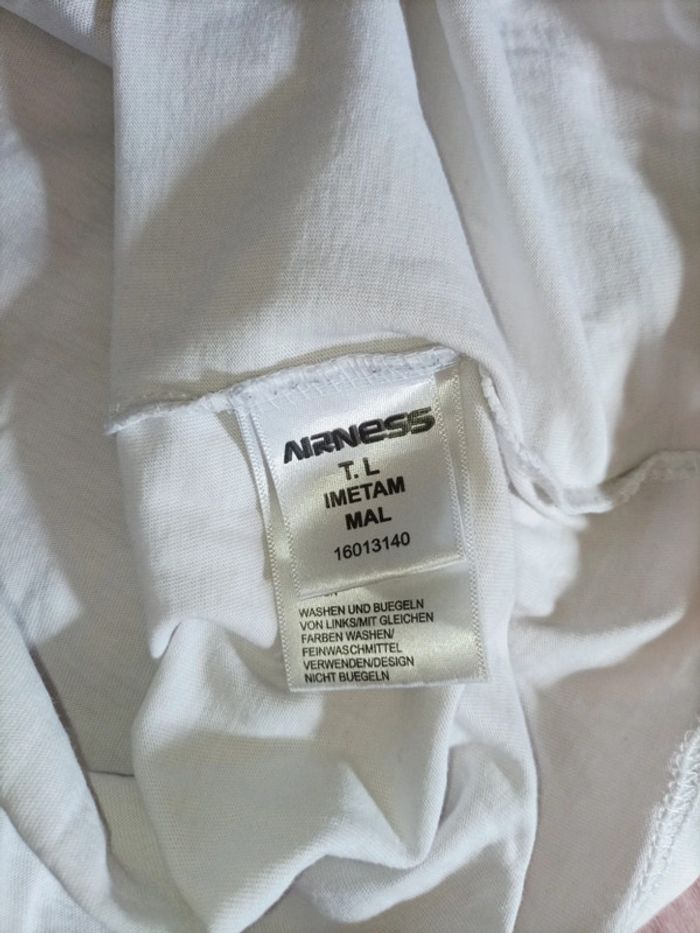 AIRNESS
T. L
IMETAM
MAL
16013140
WASHEN UND BUEGELN
VON LINKS/MIT GLEICHEN
FARBEN WASHEN/
FEINWASCHMITTEL
VERWENDEN/DESIGN
NICHT BUEGELN